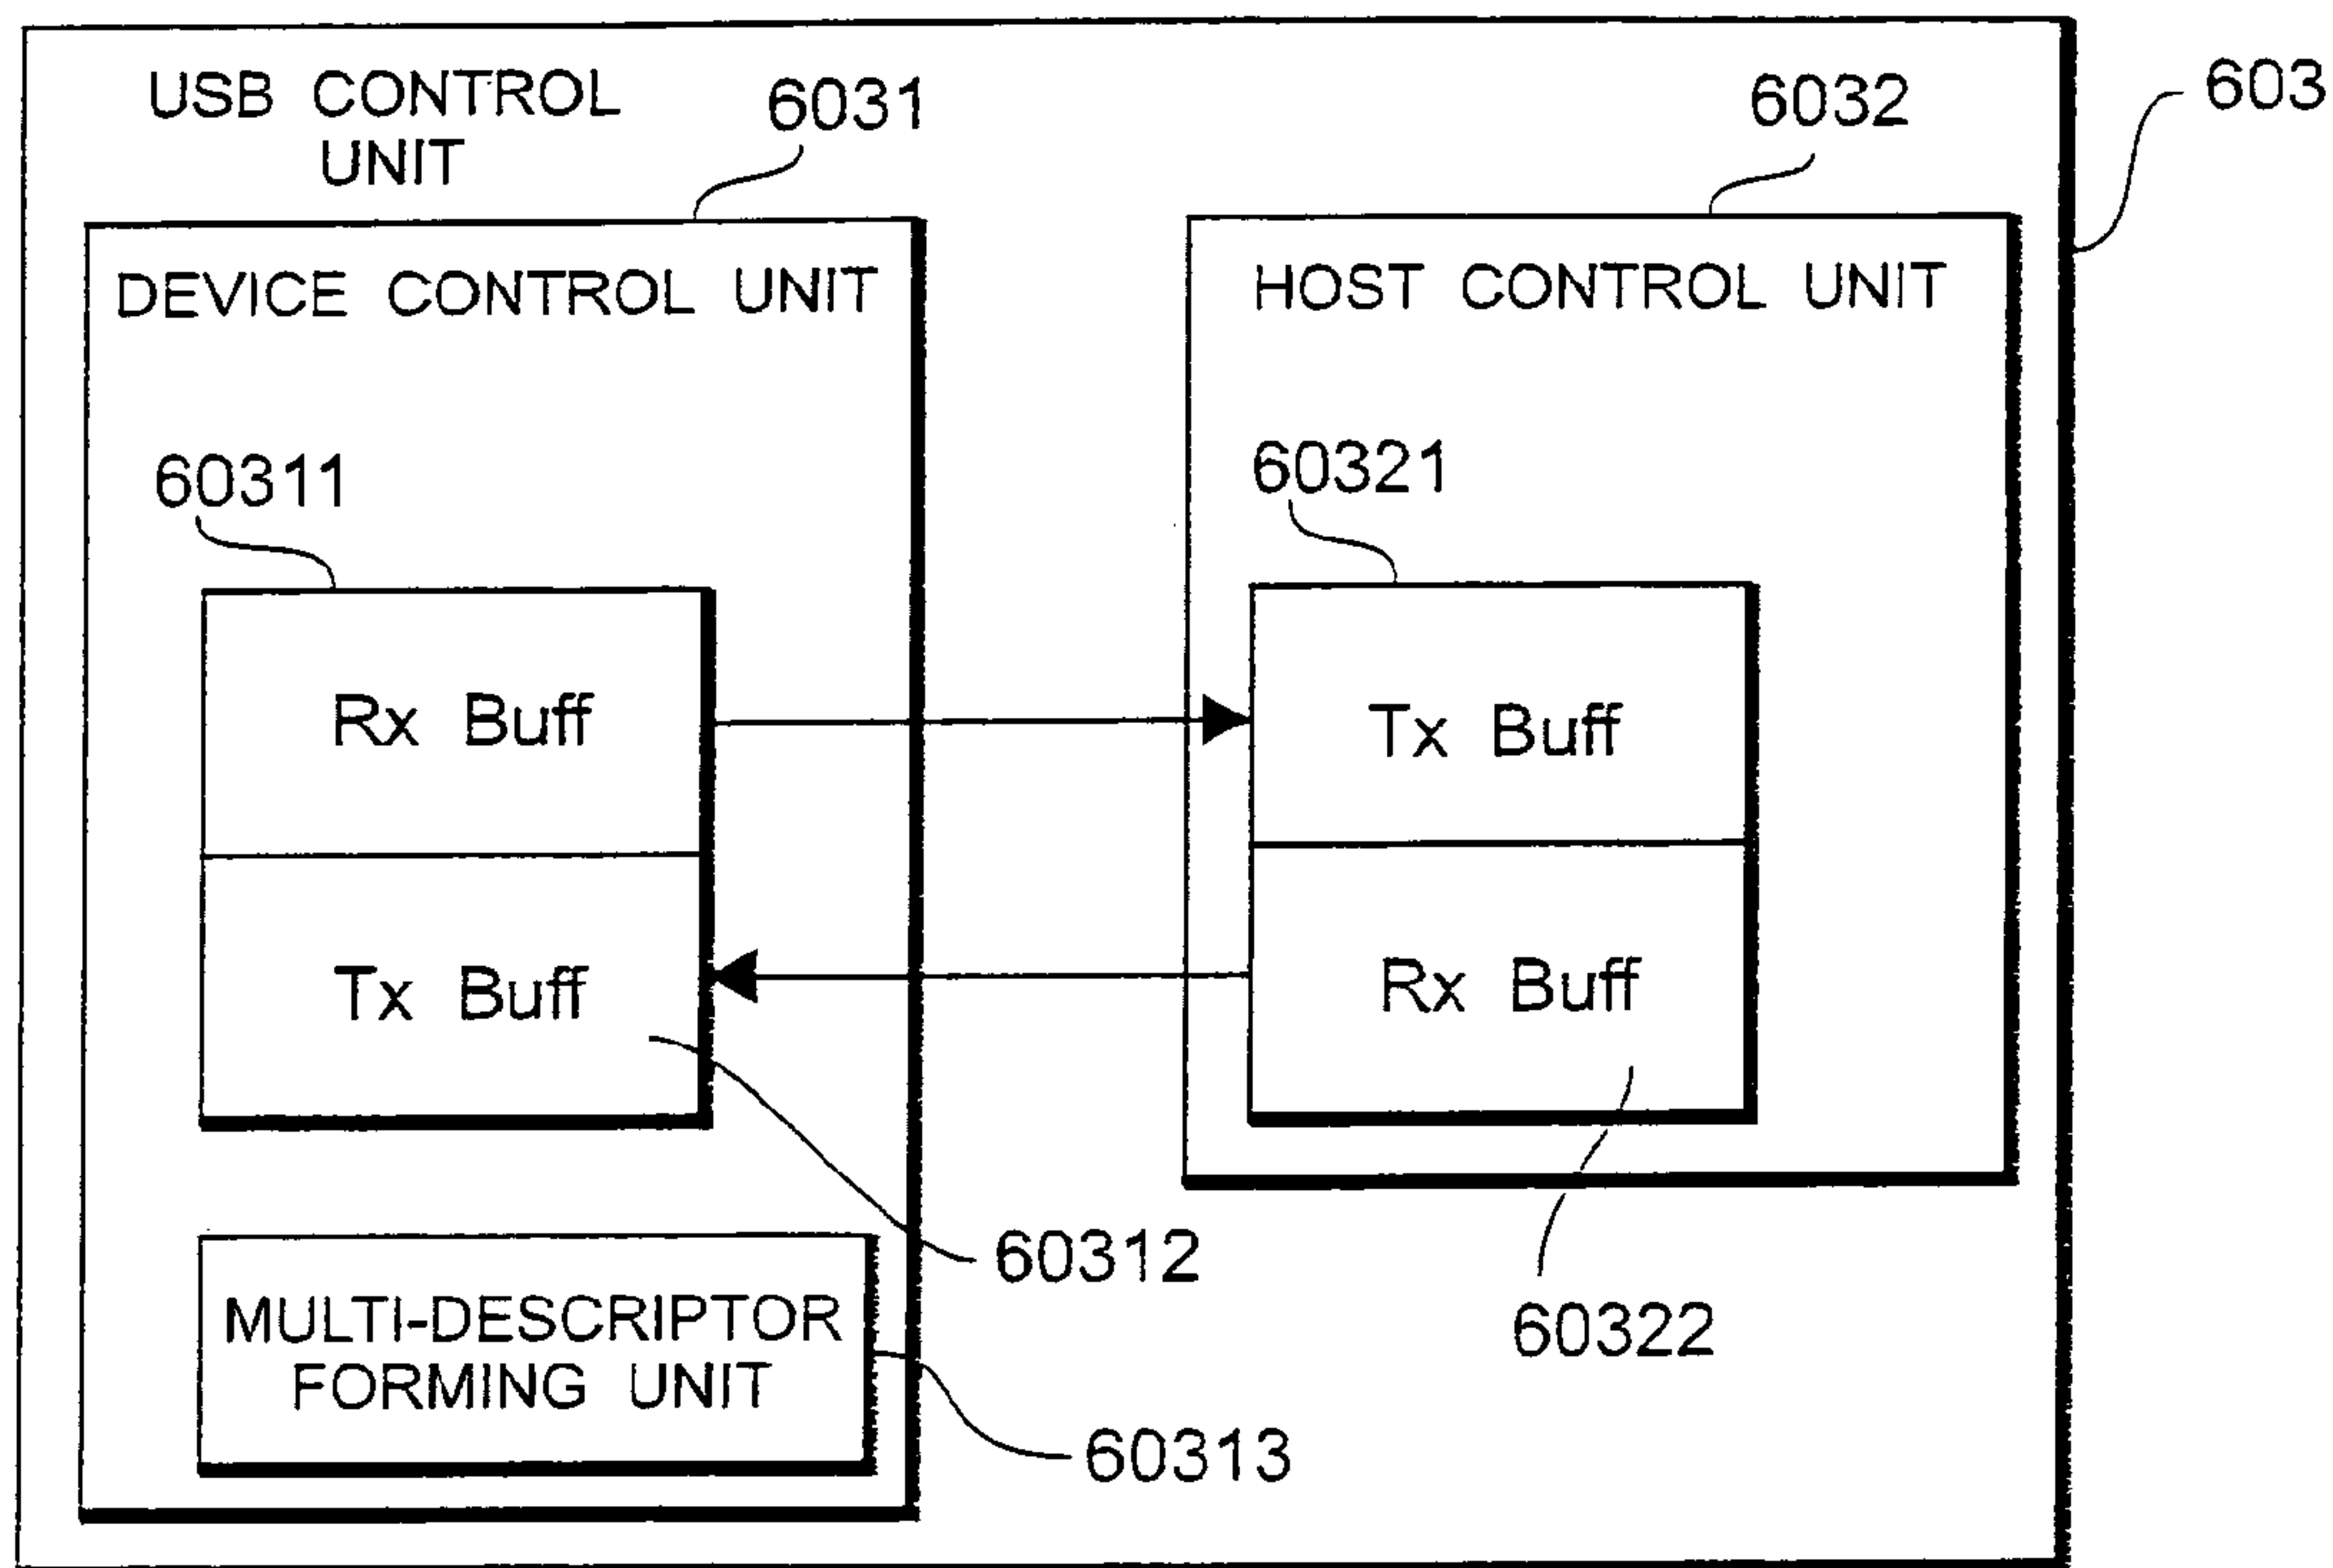 USB CONTROL
UNIT
6031
6032
603
DEVICE CONTROL UNIT
HOST CONTROL UNIT
60311
60321
Rx Buff
Tx Buff
Tx Buff
Rx Buff
60312
60322
MULTI-DESCRIPTOR
FORMING UNIT
60313